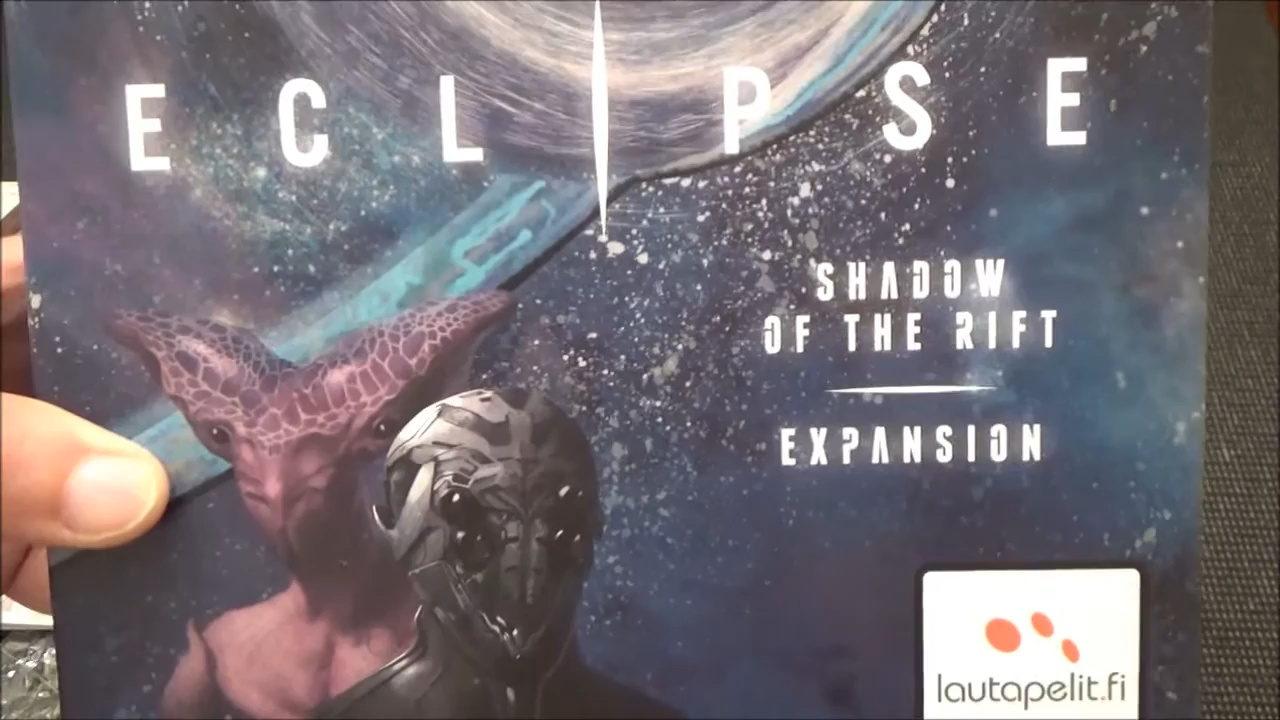 ECLIPSE
SHADOW
OF THE RIFT
EXPANSION
lautapelit.fi